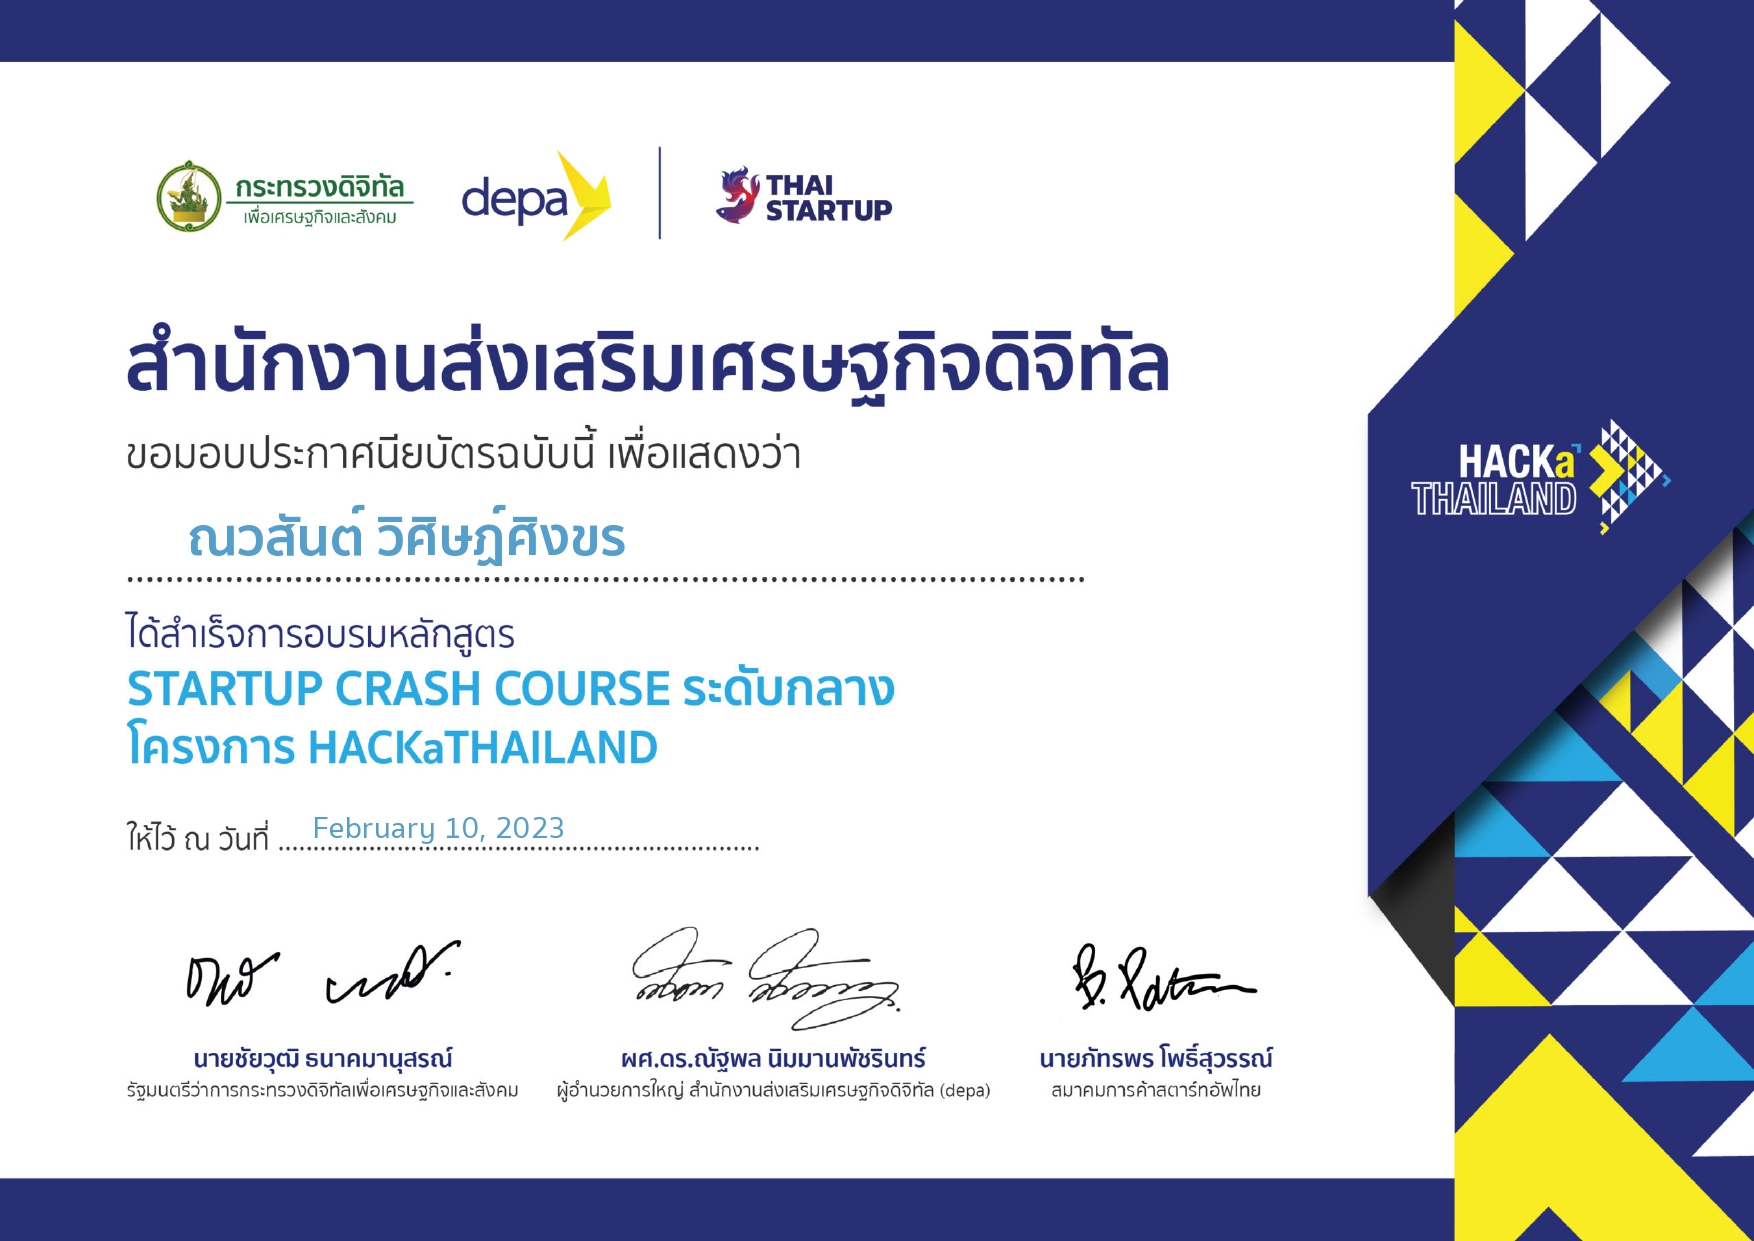 กระทรวงดิจิทัล
เพื่อเศรษฐกิจและสังคม
depa
THAI
STARTUP
สำนักงานส่งเสริมเศรษฐกิจดิจิทัล
ขอมอบประกาศนียบัตรฉบับนี้ เพื่อแสดงว่า
ณวสันต์ วิศิษฏ์ศิงขร
ได้สำเร็จการอบรมหลักสูตร
STARTUP CRASH COURSE ระดับกลาง
โครงการ HACKaTHAILAND
ให้ไว้ ณ วันที่ February 10, 2023
HACKa
THAILAND
นายชัยวุฒิ ธนาคมานุสรณ์
รัฐมนตรีว่าการกระทรวงดิจิทัลเพื่อเศรษฐกิจและสังคม
ผศ.ดร.ณัฐพล นิมมานพัชรินทร์
ผู้อำนวยการใหญ่ สำนักงานส่งเสริมเศรษฐกิจดิจิทัล (depa)
นายภัทรพร โพธิ์สุวรรณ์
สมาคมการค้าสตาร์ทอัพไทย